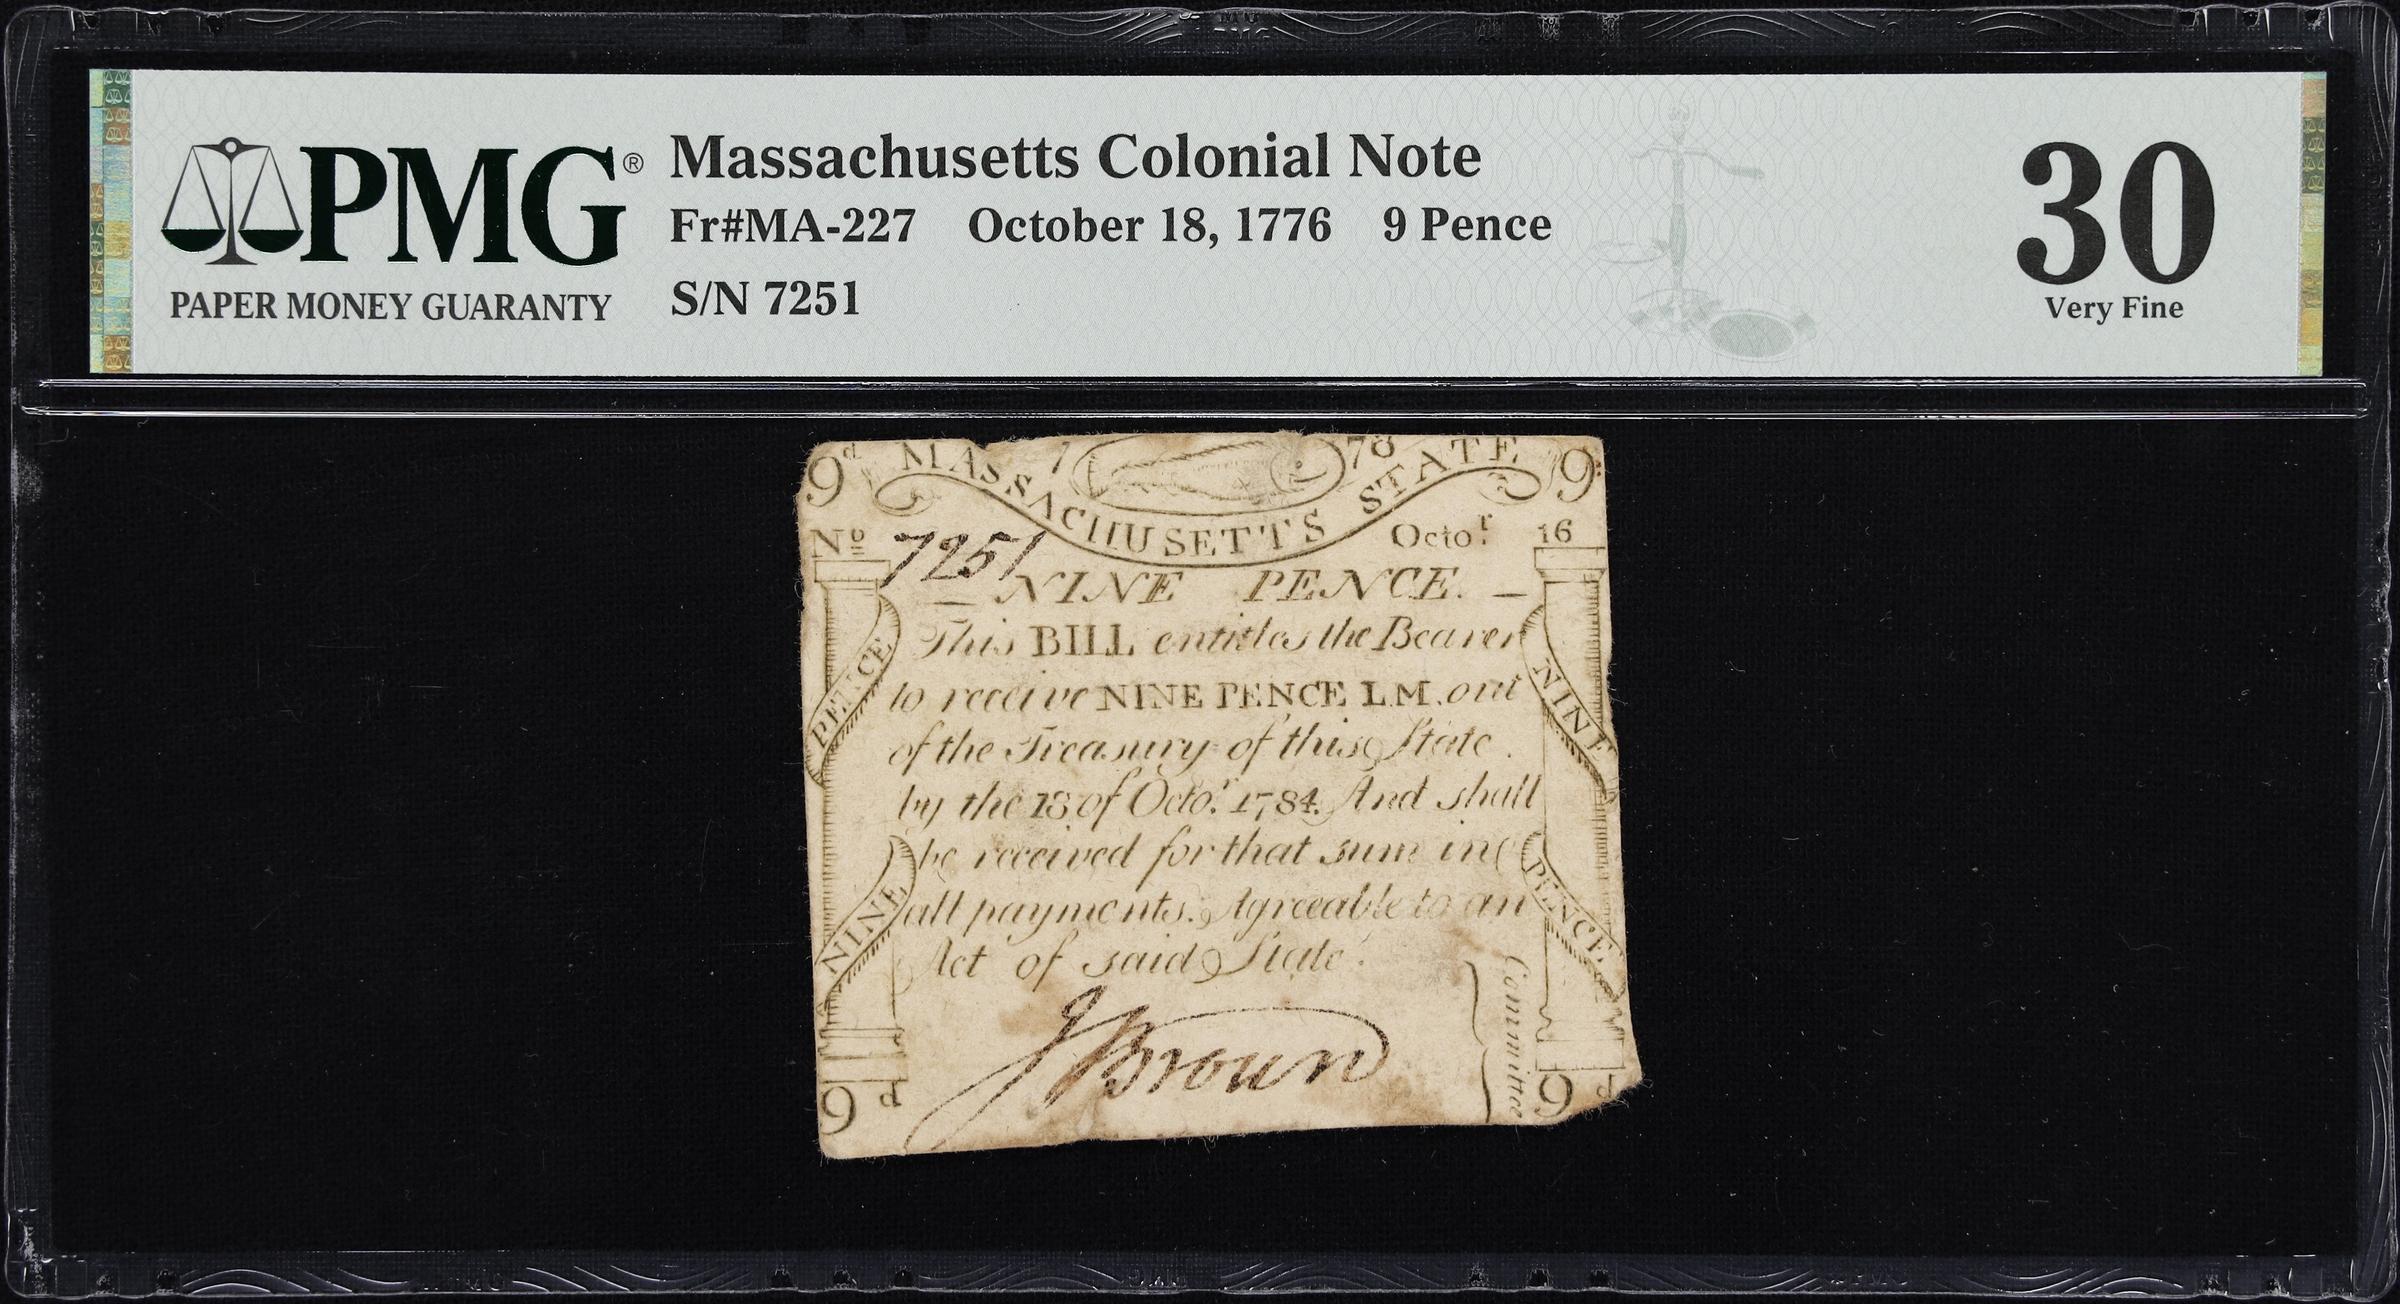 PMG®
PAPER MONEY GUARANTY
Massachusetts Colonial Note
Fr#MA-227 October 18, 1776 9 Pence
S/N 7251
30
Very Fine
9d 1778 9
MASSACHUSETTS STATE
No 7251 Octor 16
NINE PENCE.
This BILL entitles the Bearer
to receive NINE PENCE L.M. out
of the Treasury of this State
by the 18 of Octor. 1784. And shall
be received for that sum in
all payments. Agreeable to an
Act of said State.
PENCE
NINE
NINE
PENCE
J Brown
Committee
9d 9d